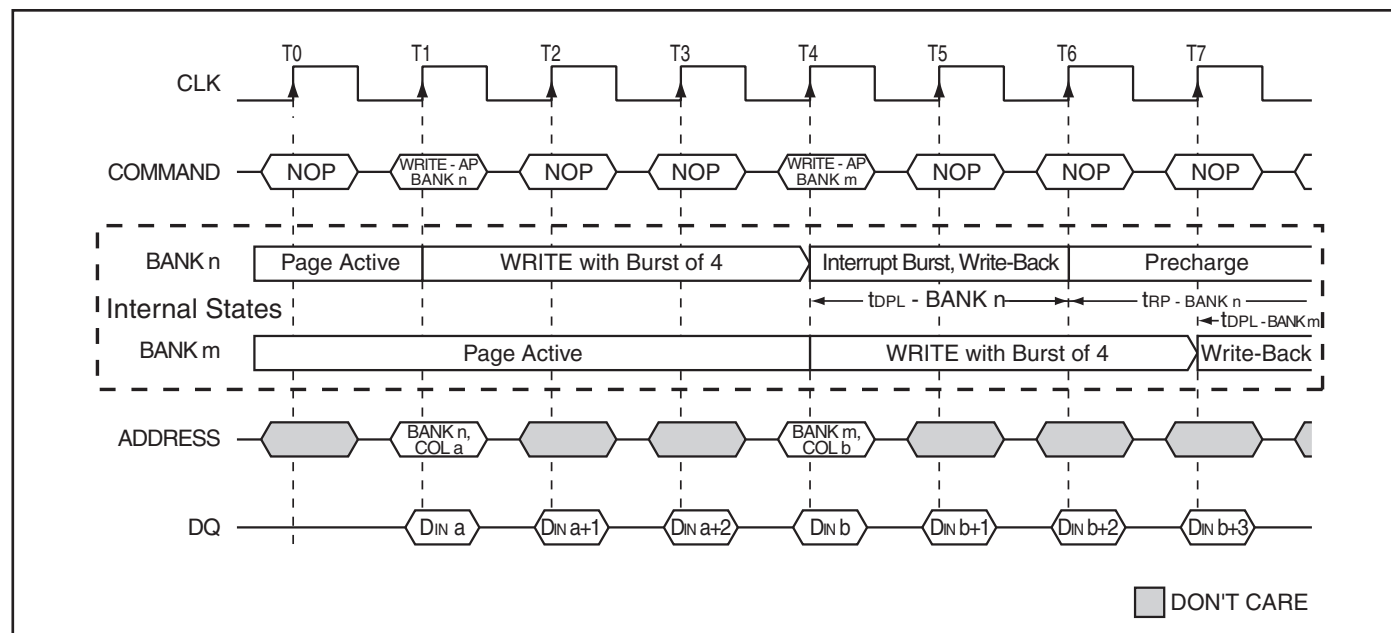 T0 T1 T2 T3 T4 T5 T6 T7
CLK
COMMAND NOP WRITE - AP BANK n NOP NOP WRITE - AP BANK m NOP NOP NOP
BANK n Page Active WRITE with Burst of 4 Interrupt Burst, Write-Back Precharge
Internal States tDPL - BANK n tRP - BANK n
tDPL - BANK m
BANK m Page Active WRITE with Burst of 4 Write-Back
ADDRESS BANK n, COL a BANK m, COL b
DQ DIN a DIN a+1 DIN a+2 DIN b DIN b+1 DIN b+2 DIN b+3
DON'T CARE